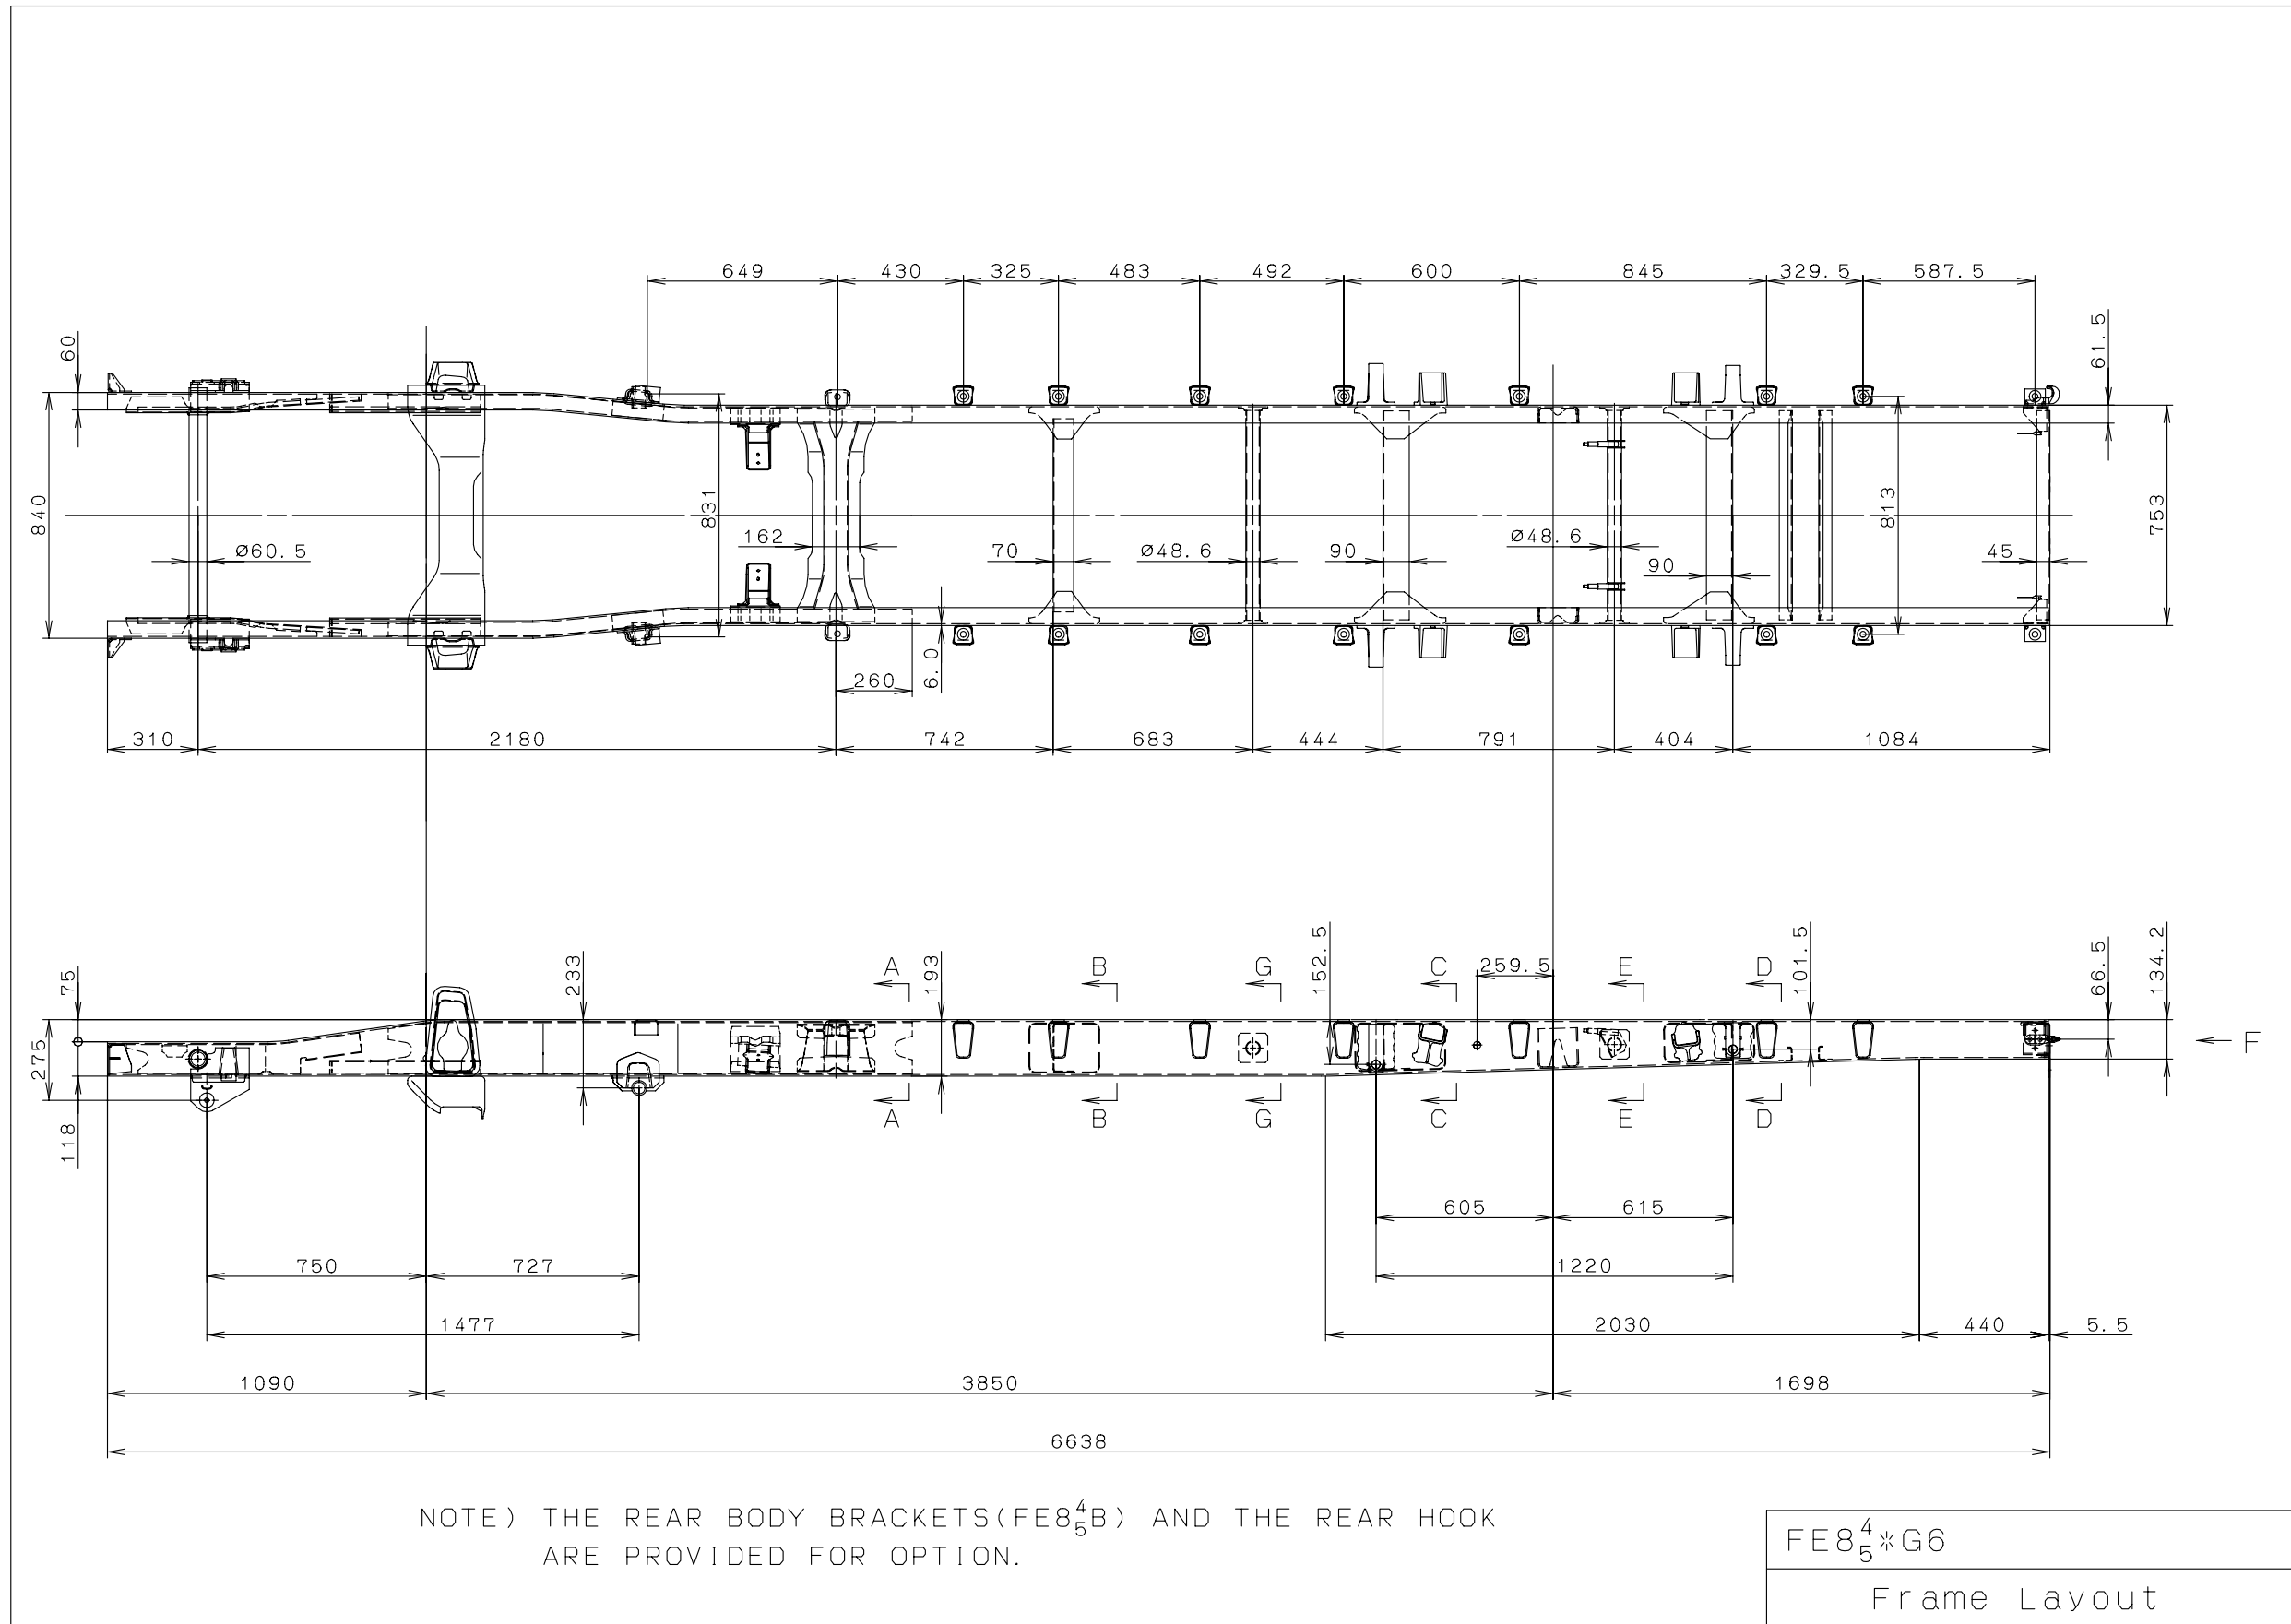 649 430 325 483 492 600 845 329.5 587.5
60
61.5
840
831
813
753
Ø60.5 162 70 Ø48.6 90 Ø48.6 90 45
6.0
260
310 2180 742 683 444 791 404 1084
75 233 A 193 B G 152.5 C 259.5 E D 101.5 66.5 134.2
275
F
118
A B G C E D
605 615
750 727 1220
1477 2030 440 5.5
1090 3850 1698
6638
NOTE) THE REAR BODY BRACKETS(FE8⁴₅B) AND THE REAR HOOK
ARE PROVIDED FOR OPTION.
FE8⁴₅※G6
Frame Layout